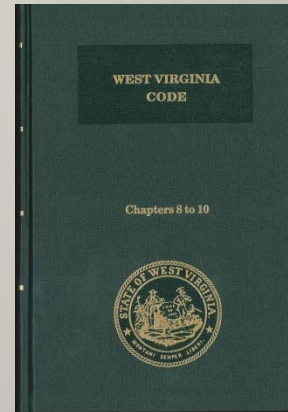 WEST VIRGINIA
CODE
Chapters 8 to 10
STATE OF WEST VIRGINIA
MONTANI SEMPER LIBERI